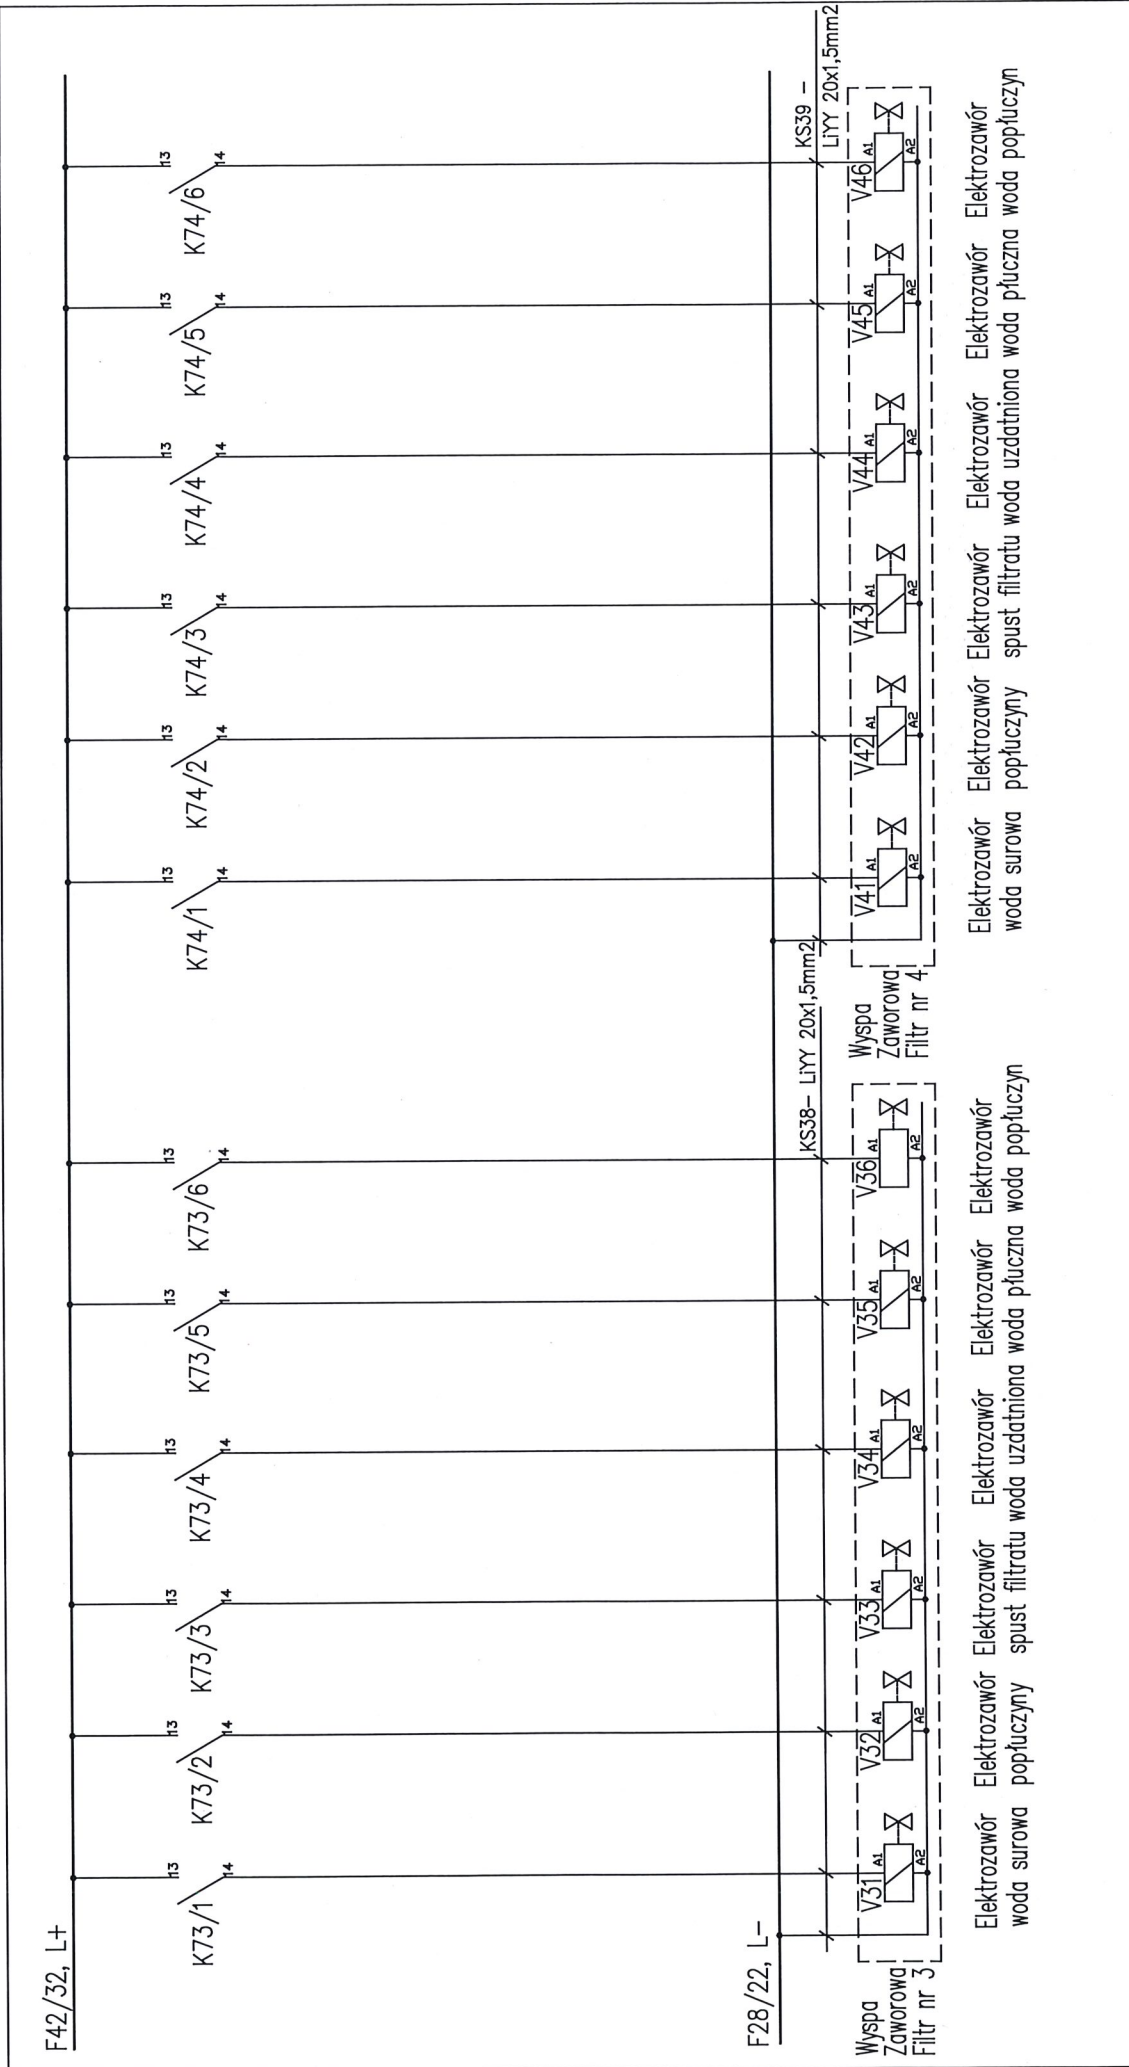 F42/32, L+
K73/1
13
14
K73/2
13
14
K73/3
13
14
K73/4
13
14
K73/5
13
14
K73/6
13
14
K74/1
13
14
K74/2
13
14
K74/3
13
14
K74/4
13
14
K74/5
13
14
K74/6
13
14
F28/22, L-
KS38- LiYY 20x1,5mm2
KS39 -
LiYY 20x1,5mm2
Wyspa
Zaworowa
Filtr nr 3
V31 A1
A2
V32 A1
A2
V33 A1
A2
V34 A1
A2
V35 A1
A2
V36 A1
A2
Wyspa
Zaworowa
Filtr nr 4
V41 A1
A2
V42 A1
A2
V43 A1
A2
V44 A1
A2
V45 A1
A2
V46 A1
A2
Elektrozawór Elektrozawór Elektrozawór Elektrozawór Elektrozawór Elektrozawór
woda surowa popłuczyny spust filtratu woda uzdatniona woda płuczna woda popłuczyn
Elektrozawór Elektrozawór Elektrozawór Elektrozawór Elektrozawór Elektrozawór
woda surowa popłuczyny spust filtratu woda uzdatniona woda płuczna woda popłuczyn